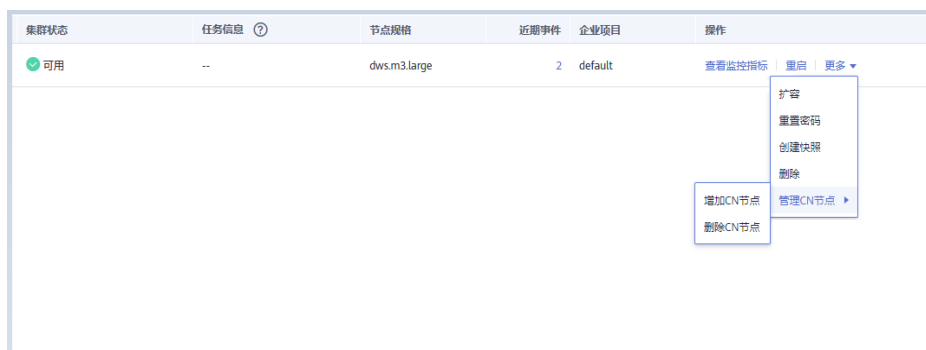 集群状态 任务信息 ? 节点规格 近期事件 企业项目 操作
可用 -- dws.m3.large 2 default 查看监控指标 重启 更多
扩容
重置密码
创建快照
删除
管理CN节点
增加CN节点
删除CN节点